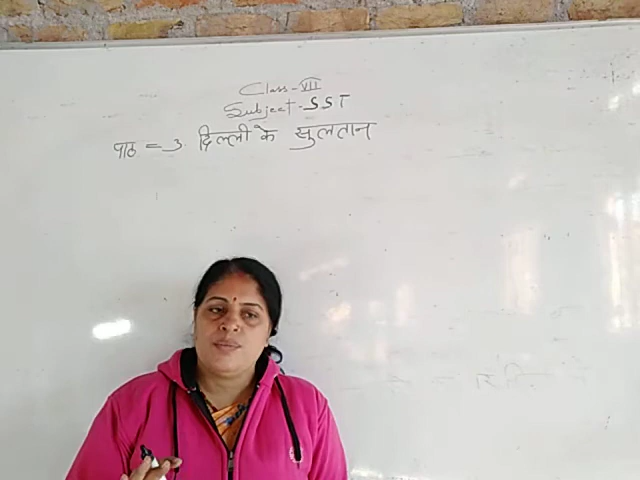 Class - VII
Subject - SST
पाठ = 3. दिल्ली के सुलतान